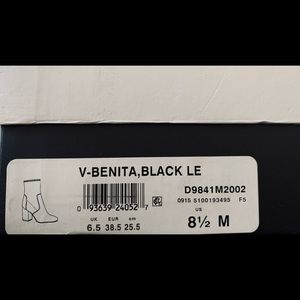 V-BENITA,BLACK LE
D9841M2002
0 93639 24052 7
0915 5100193495 F5
UK EUR cm
6.5 38.5 25.5
US
8½ M